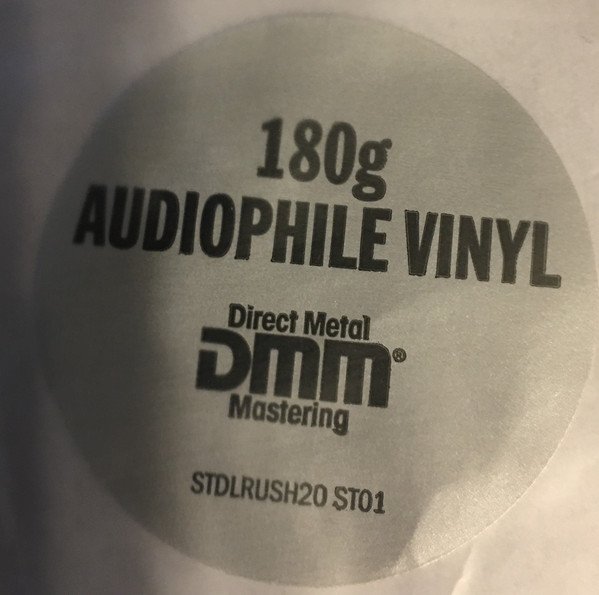 180g
AUDIOPHILE VINYL
Direct Metal
DMM®
Mastering
STDLRUSH20 ST01